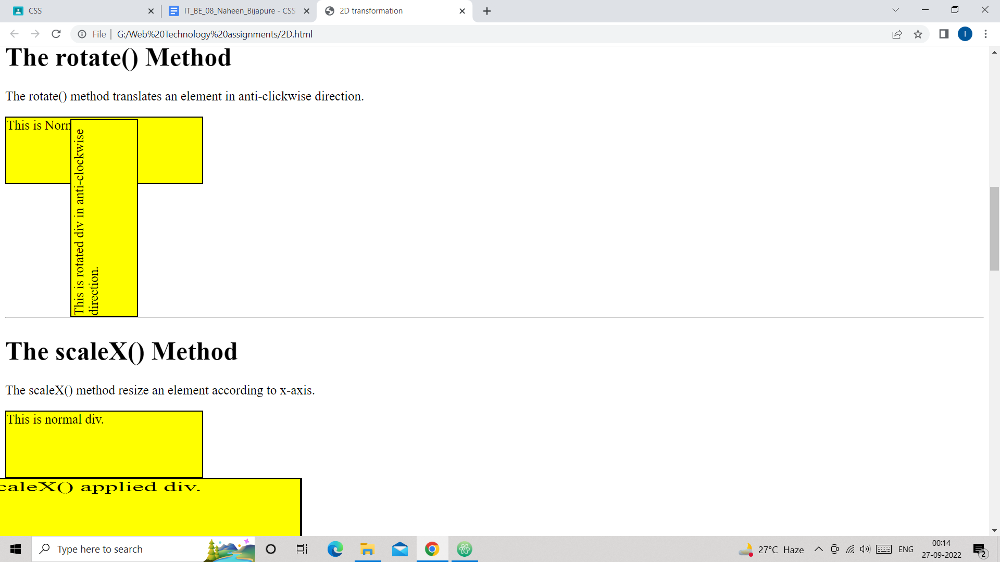 CSS
IT_BE_08_Naheen_Bijapure - CSS
2D transformation
File
G:/Web%20Technology%20assignments/2D.html
I
The rotate() Method
The rotate() method translates an element in anti-clickwise direction.
This is Norm
This is rotated div in anti-clockwise
direction.
The scaleX() Method
The scaleX() method resize an element according to x-axis.
This is normal div.
caleX() applied div.
Type here to search
27°C Haze
ENG
00:14
27-09-2022
2